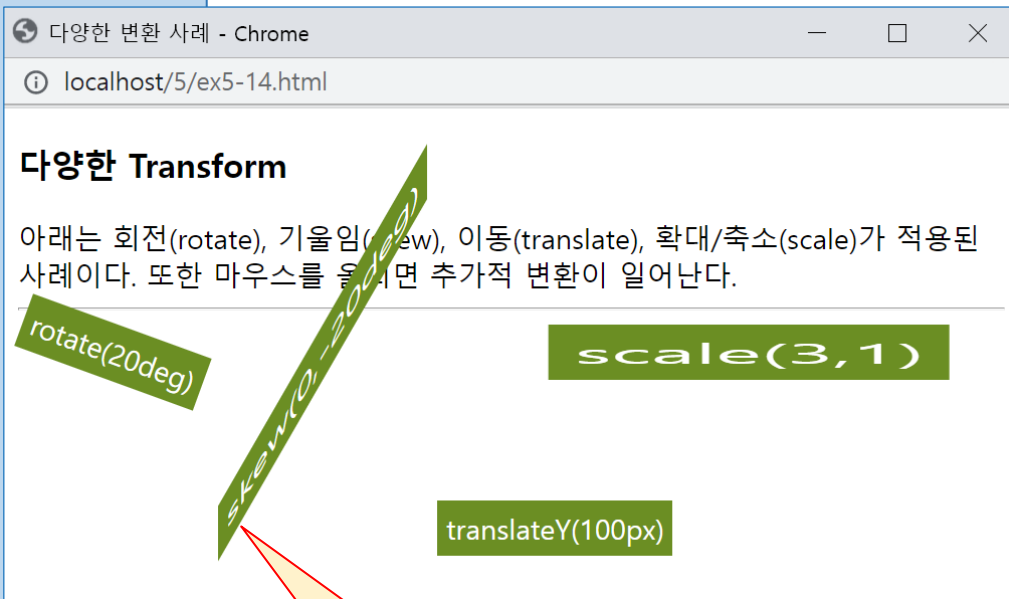 다양한 변환 사례 - Chrome
localhost/5/ex5-14.html
다양한 Transform
아래는 회전(rotate), 기울임( ew), 이동(translate), 확대/축소(scale)가 적용된
사례이다. 또한 마우스를 면 추가적 변환이 일어난다.
rotate(20deg)
skew(0, -20deg)
scale(3,1)
translateY(100px)